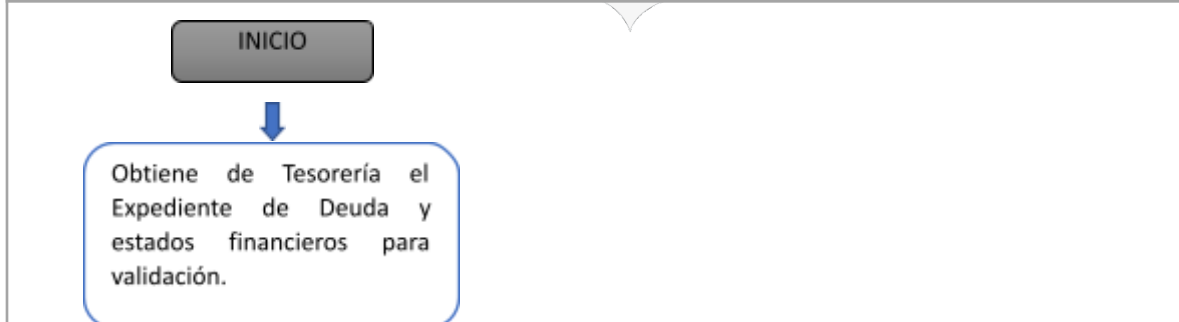 INICIO
Obtiene de Tesorería el
Expediente de Deuda y
estados financieros para
validación.